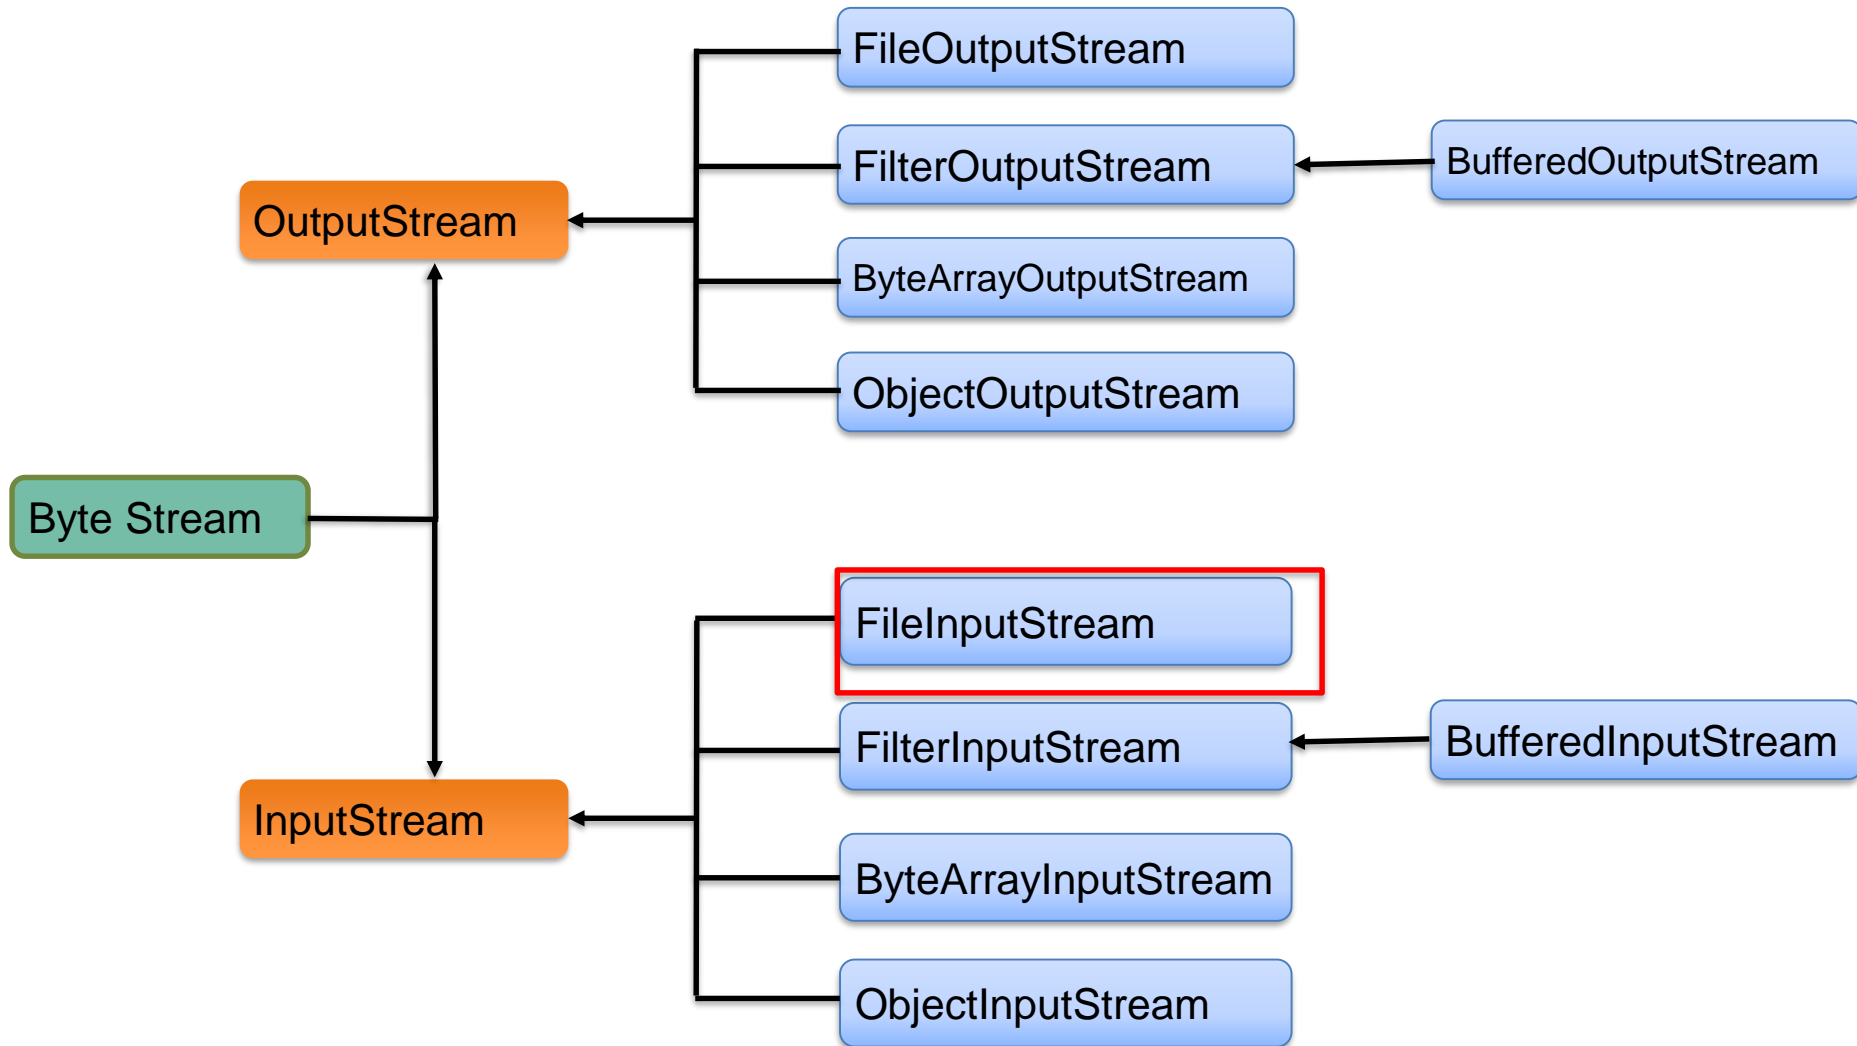 FileOutputStream
FilterOutputStream
BufferedOutputStream
OutputStream
ByteArrayOutputStream
ObjectOutputStream
Byte Stream
FileInputStream
FilterInputStream
BufferedInputStream
InputStream
ByteArrayInputStream
ObjectInputStream